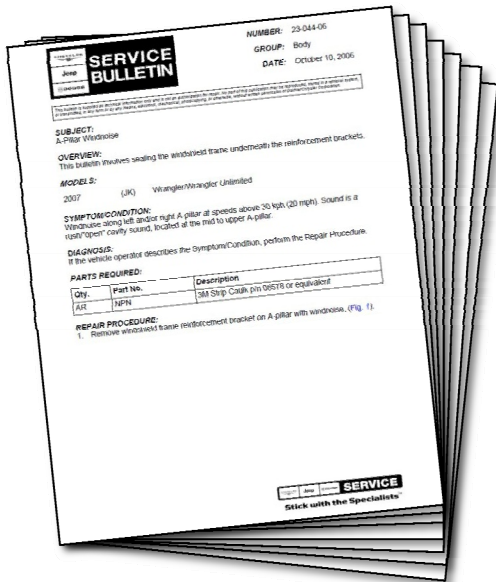 CHRYSLER
Jeep
DODGE
SERVICE
BULLETIN
NUMBER: 23-044-06
GROUP: Body
DATE: October 10, 2006
SUBJECT:
A-Pillar Windnoise
OVERVIEW:
This bulletin involves sealing the windshield frame underneath the reinforcement brackets.
MODELS:
2007 (JK) Wrangler/Wrangler Unlimited
SYMPTOM/CONDITION:
Windnoise along left and/or right A pillar at speeds above 30 kph (20 mph). Sound is a
rush/"open" cavity sound, located at the mid to upper A-pillar.
DIAGNOSIS:
If the vehicle operator describes the Symptom/Condition, perform the Repair Procedure.
PARTS REQUIRED:
Qty. Part No. Description
AR NPN 3M Strip Caulk p/n 08578 or equivalent
REPAIR PROCEDURE:
1. Remove windshield frame reinforcement bracket on A-pillar with windnoise. (Fig. 1).
Jeep SERVICE
Stick with the Specialists